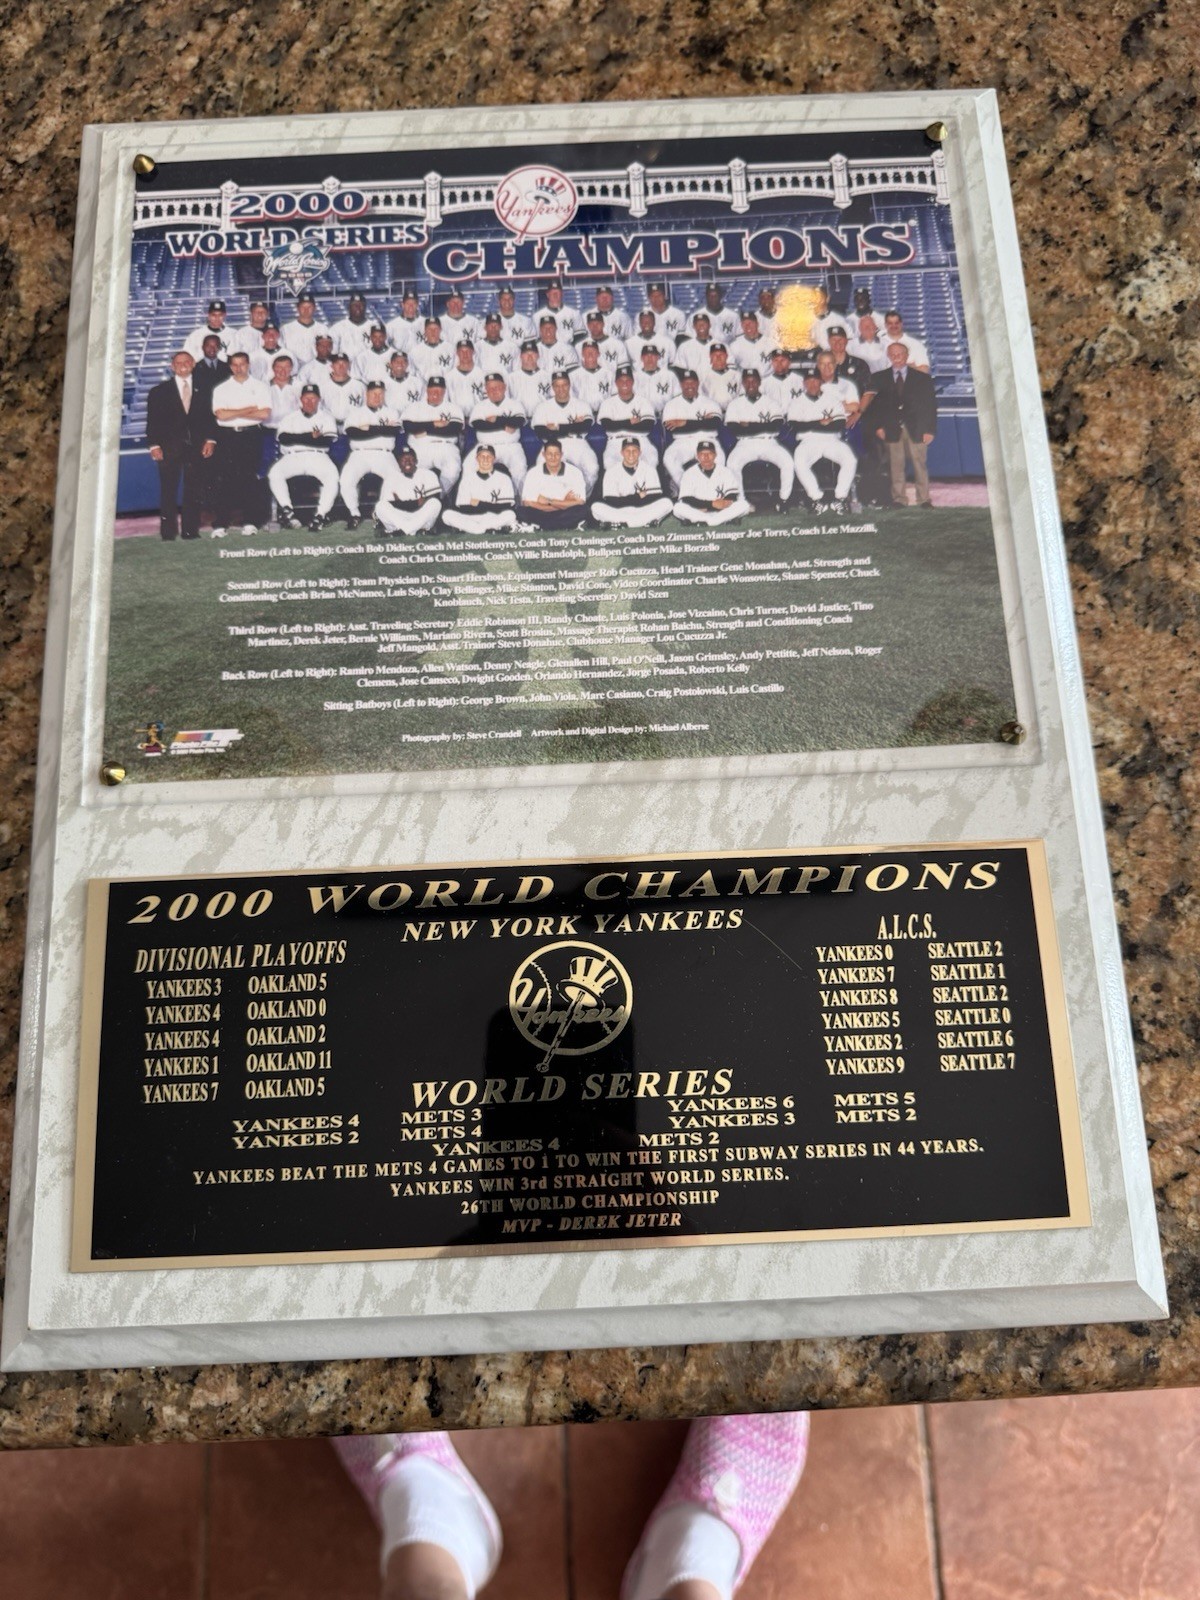 2000
WORLD SERIES
CHAMPIONS
Yankees
World Series
2000
Front Row (Left to Right): Coach Bob Didier, Coach Mel Stottlemyre, Coach Tony Cloninger, Coach Don Zimmer, Manager Joe Torre, Coach Lee Mazzilli,
Coach Chris Chambliss, Coach Willie Randolph, Bullpen Catcher Mike Borzello
Second Row (Left to Right): Team Physician Dr. Stuart Hershon, Equipment Manager Rob Cucuzza, Head Trainer Gene Monahan, Asst. Strength and
Conditioning Coach Brian McNamee, Luis Sojo, Clay Bellinger, Mike Stanton, David Cone, Video Coordinator Charlie Wonsowicz, Shane Spencer, Chuck
Knoblauch, Nick Testa, Traveling Secretary David Szen
Third Row (Left to Right): Asst. Traveling Secretary Eddie Robinson III, Randy Choate, Luis Polonia, Jose Vizcaino, Chris Turner, David Justice, Tino
Martinez, Derek Jeter, Bernie Williams, Mariano Rivera, Scott Brosius, Massage Therapist Rohan Baichu, Strength and Conditioning Coach
Jeff Mangold, Asst. Trainor Steve Donahue, Clubhouse Manager Lou Cucuzza Jr.
Back Row (Left to Right): Ramiro Mendoza, Allen Watson, Denny Neagle, Glenallen Hill, Paul O'Neill, Jason Grimsley, Andy Pettitte, Jeff Nelson, Roger
Clemens, Jose Canseco, Dwight Gooden, Orlando Hernandez, Jorge Posada, Roberto Kelly
Sitting Batboys (Left to Right): George Brown, John Viola, Marc Casiano, Craig Postolowski, Luis Castillo
Photography by: Steve Crandell Artwork and Digital Design by: Michael Alberse
Photo File
2000 WORLD CHAMPIONS
NEW YORK YANKEES
DIVISIONAL PLAYOFFS
YANKEES 3 OAKLAND 5
YANKEES 4 OAKLAND 0
YANKEES 4 OAKLAND 2
YANKEES 1 OAKLAND 11
YANKEES 7 OAKLAND 5
Yankees
A.L.C.S.
YANKEES 0 SEATTLE 2
YANKEES 7 SEATTLE 1
YANKEES 8 SEATTLE 2
YANKEES 5 SEATTLE 0
YANKEES 2 SEATTLE 6
YANKEES 9 SEATTLE 7
WORLD SERIES
YANKEES 4 METS 3 YANKEES 6 METS 5
YANKEES 2 METS 4 YANKEES 3 METS 2
YANKEES 4 METS 2
YANKEES BEAT THE METS 4 GAMES TO 1 TO WIN THE FIRST SUBWAY SERIES IN 44 YEARS.
YANKEES WIN 3rd STRAIGHT WORLD SERIES.
26TH WORLD CHAMPIONSHIP
MVP - DEREK JETER